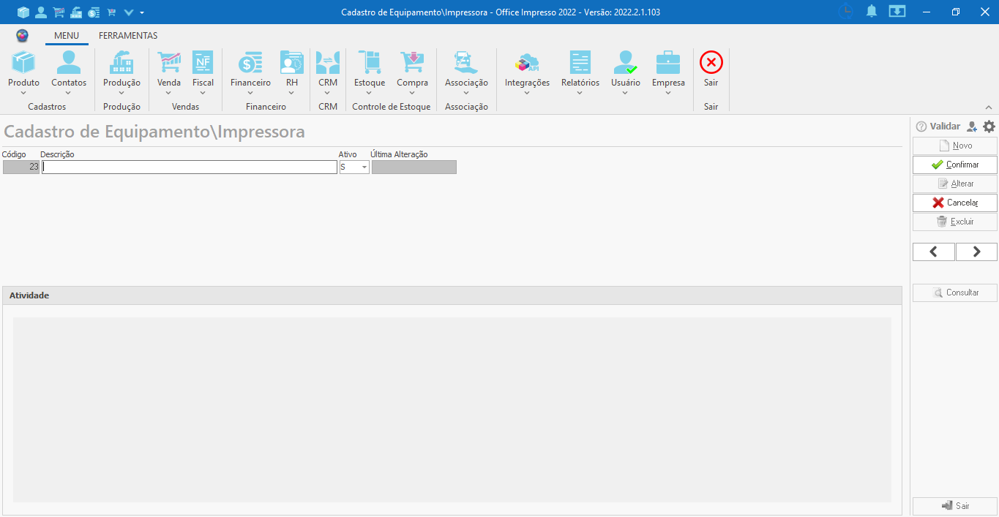 Cadastro de Equipamento\Impressora - Office Impresso 2022 - Versão: 2022.2.1.103
MENU FERRAMENTAS
NF API
Produto Contatos Produção Venda Fiscal Financeiro RH CRM Estoque Compra Associação Integrações Relatórios Usuário Empresa Sair
Cadastros Produção Vendas Financeiro CRM Controle de Estoque Associação Sair
Cadastro de Equipamento\Impressora
Validar
Código Descrição Ativo Última Alteração
23 S
Novo
Confirmar
Alterar
Cancelar
Excluir
Consultar
Atividade
Sair